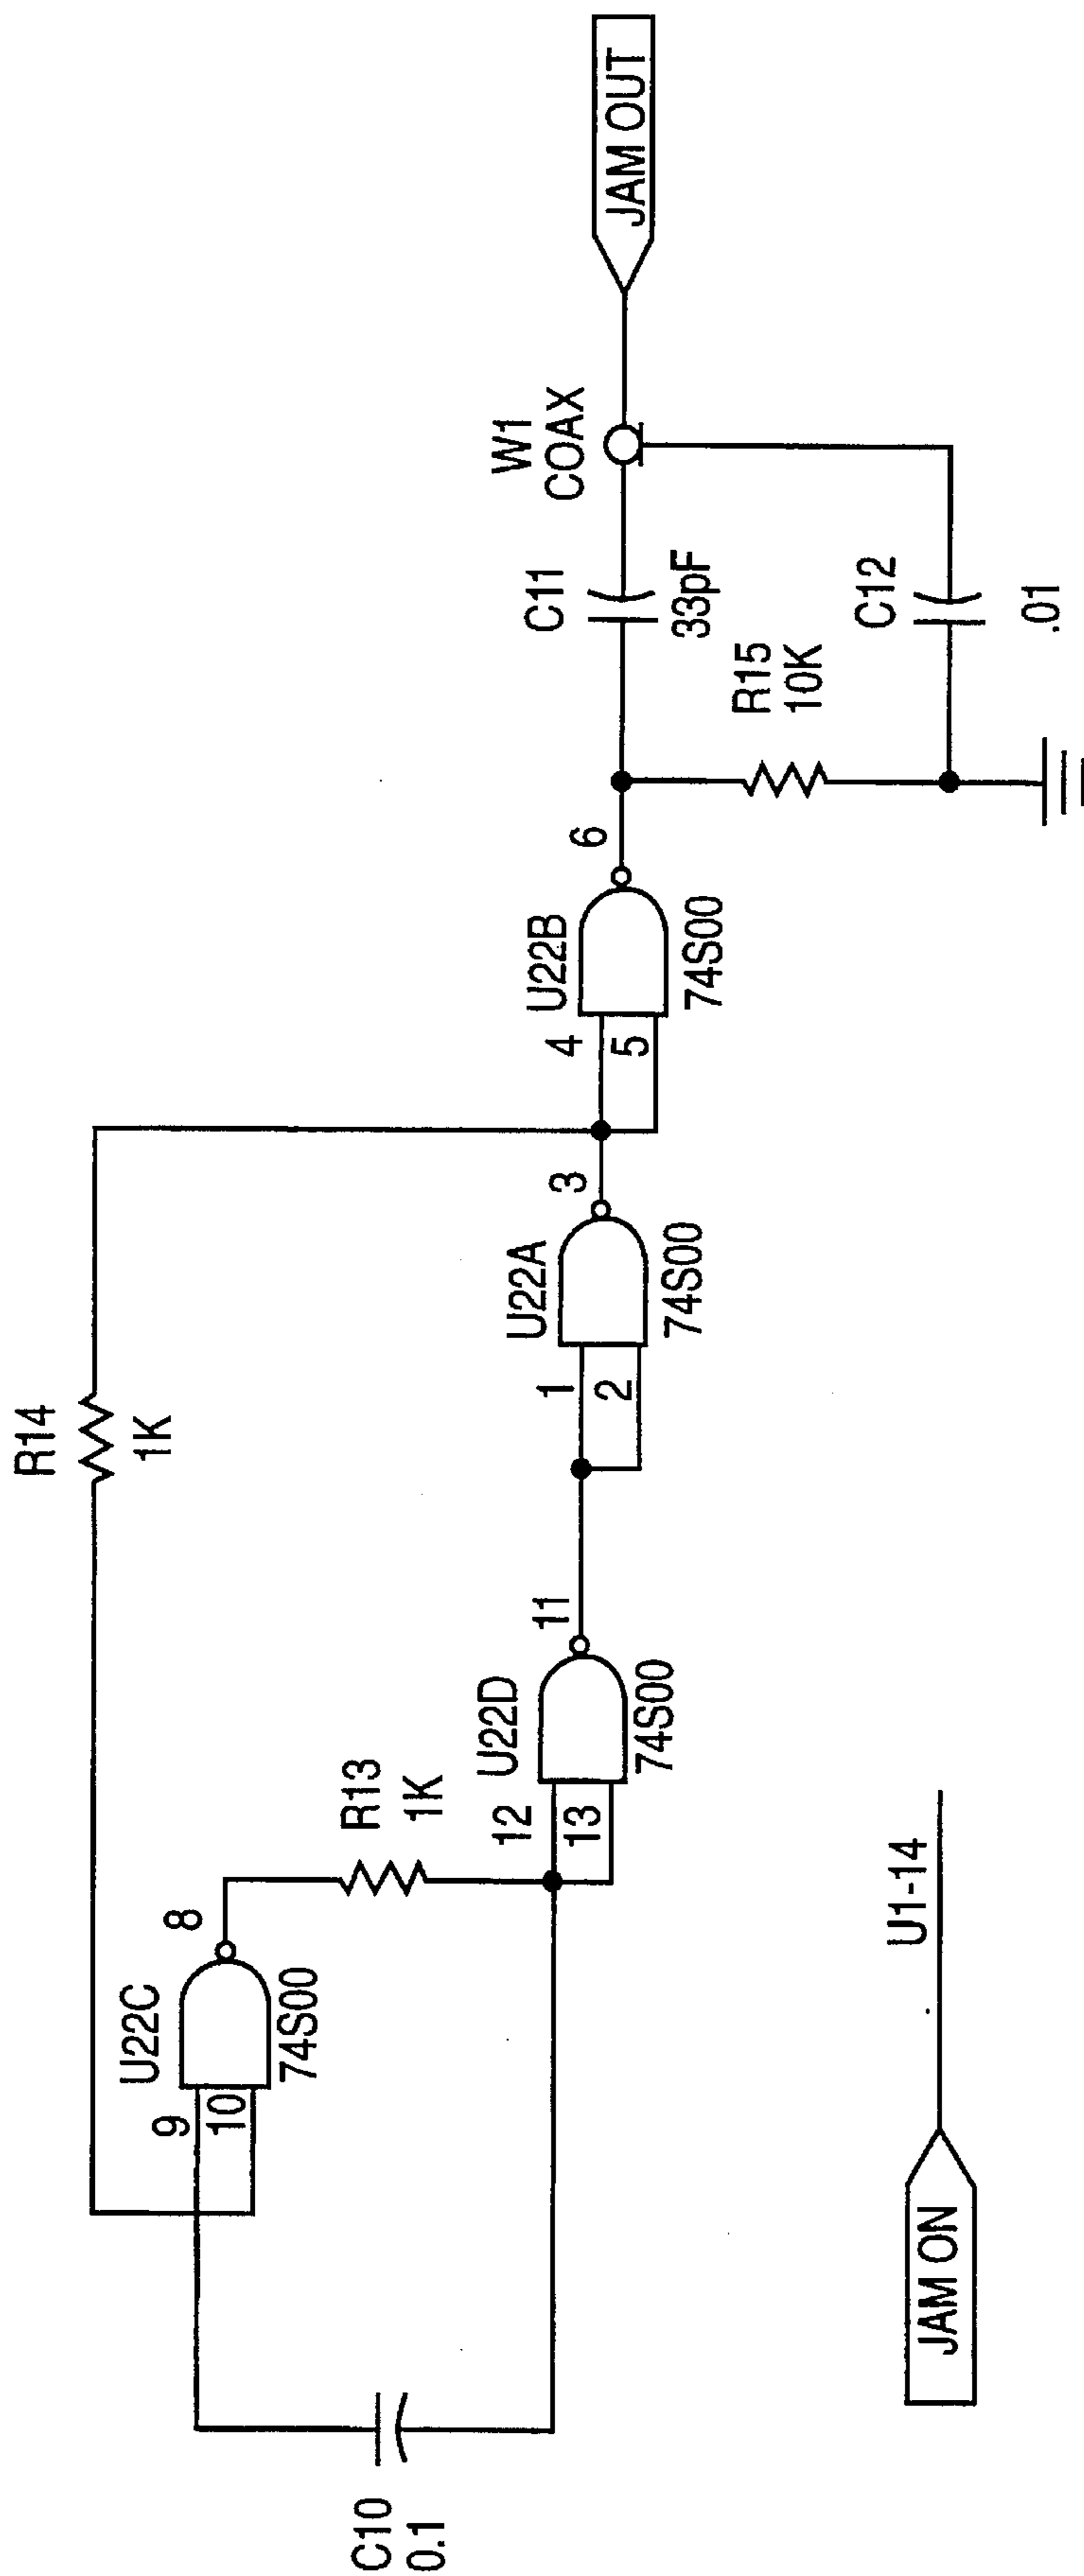 R14
1K
U22C
9
10
8
74S00
R13
1K
C10
0.1
U22D
12
13
11
74S00
U22A
1
2
3
74S00
U22B
4
5
6
74S00
C11
33pF
W1
COAX
JAM OUT
R15
10K
C12
.01
JAM ON
U1-14